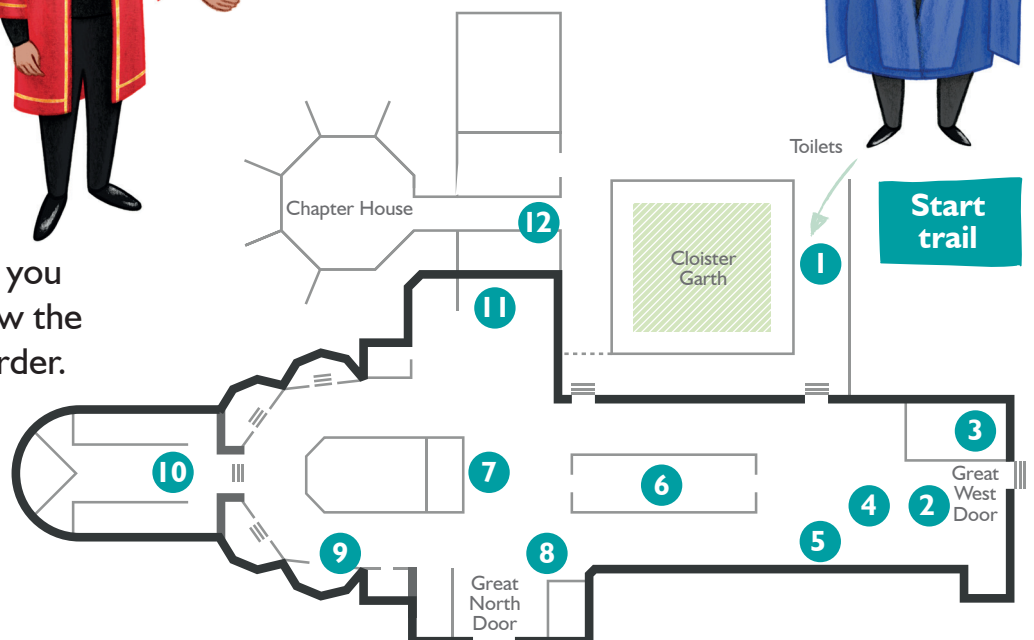 Toilets
Start
trail
Chapter House
12
Cloister
Garth
1
you
w the
rder.
11
3
Great
West
Door
10
7
6
4
2
5
9
8
Great
North
Door